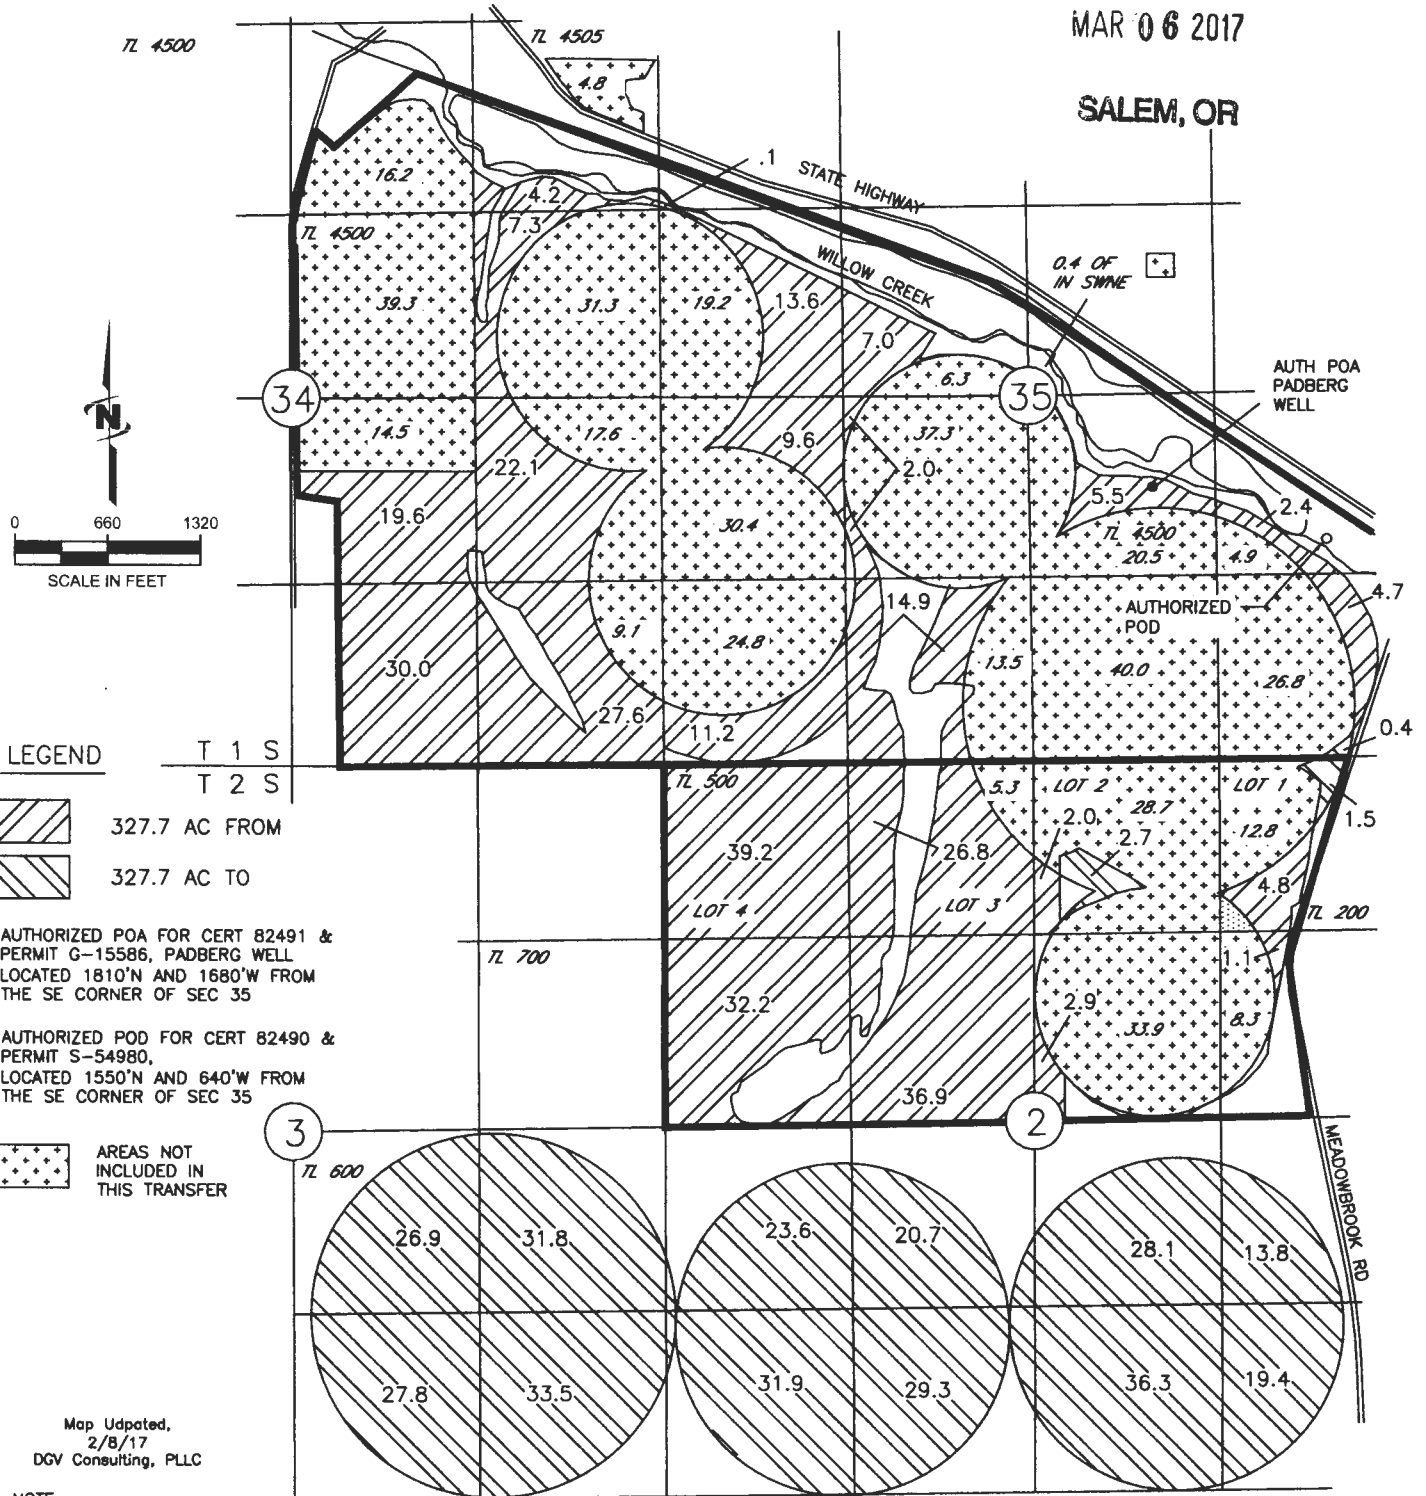 MAR 06 2017
SALEM, OR
TL 4500
TL 4505
4.8
.1
STATE HIGHWAY
16.2
4.2
7.3
TL 4500
WILLOW CREEK
0.4 OF
IN SWNE
39.3
31.3
19.2
13.6
7.0
6.3
AUTH POA
PADBERG
WELL
34
35
N
14.5
17.6
9.6
37.3
2.0
22.1
5.5
2.4
19.6
30.4
TL 4500
20.5
4.9
0 660 1320
SCALE IN FEET
4.7
14.9
AUTHORIZED
POD
9.1
24.8
30.0
13.5
40.0
26.8
27.6
11.2
0.4
LEGEND
T 1 S
T 2 S
TL 500
5.3
LOT 2
28.7
LOT 1
1.5
327.7 AC FROM
2.0
2.7
12.8
39.2
26.8
327.7 AC TO
4.8
LOT 4
LOT 3
TL 200
AUTHORIZED POA FOR CERT 82491 &
PERMIT G-15586, PADBERG WELL
LOCATED 1810'N AND 1680'W FROM
THE SE CORNER OF SEC 35
TL 700
1.1
32.2
2.9
33.9
8.3
AUTHORIZED POD FOR CERT 82490 &
PERMIT S-54980,
LOCATED 1550'N AND 640'W FROM
THE SE CORNER OF SEC 35
36.9
3
2
AREAS NOT
INCLUDED IN
THIS TRANSFER
TL 600
MEADOWBROOK RD
26.9
31.8
23.6
20.7
28.1
13.8
27.8
33.5
31.9
29.3
36.3
19.4
Map Udpated,
2/8/17
DGV Consulting, PLLC